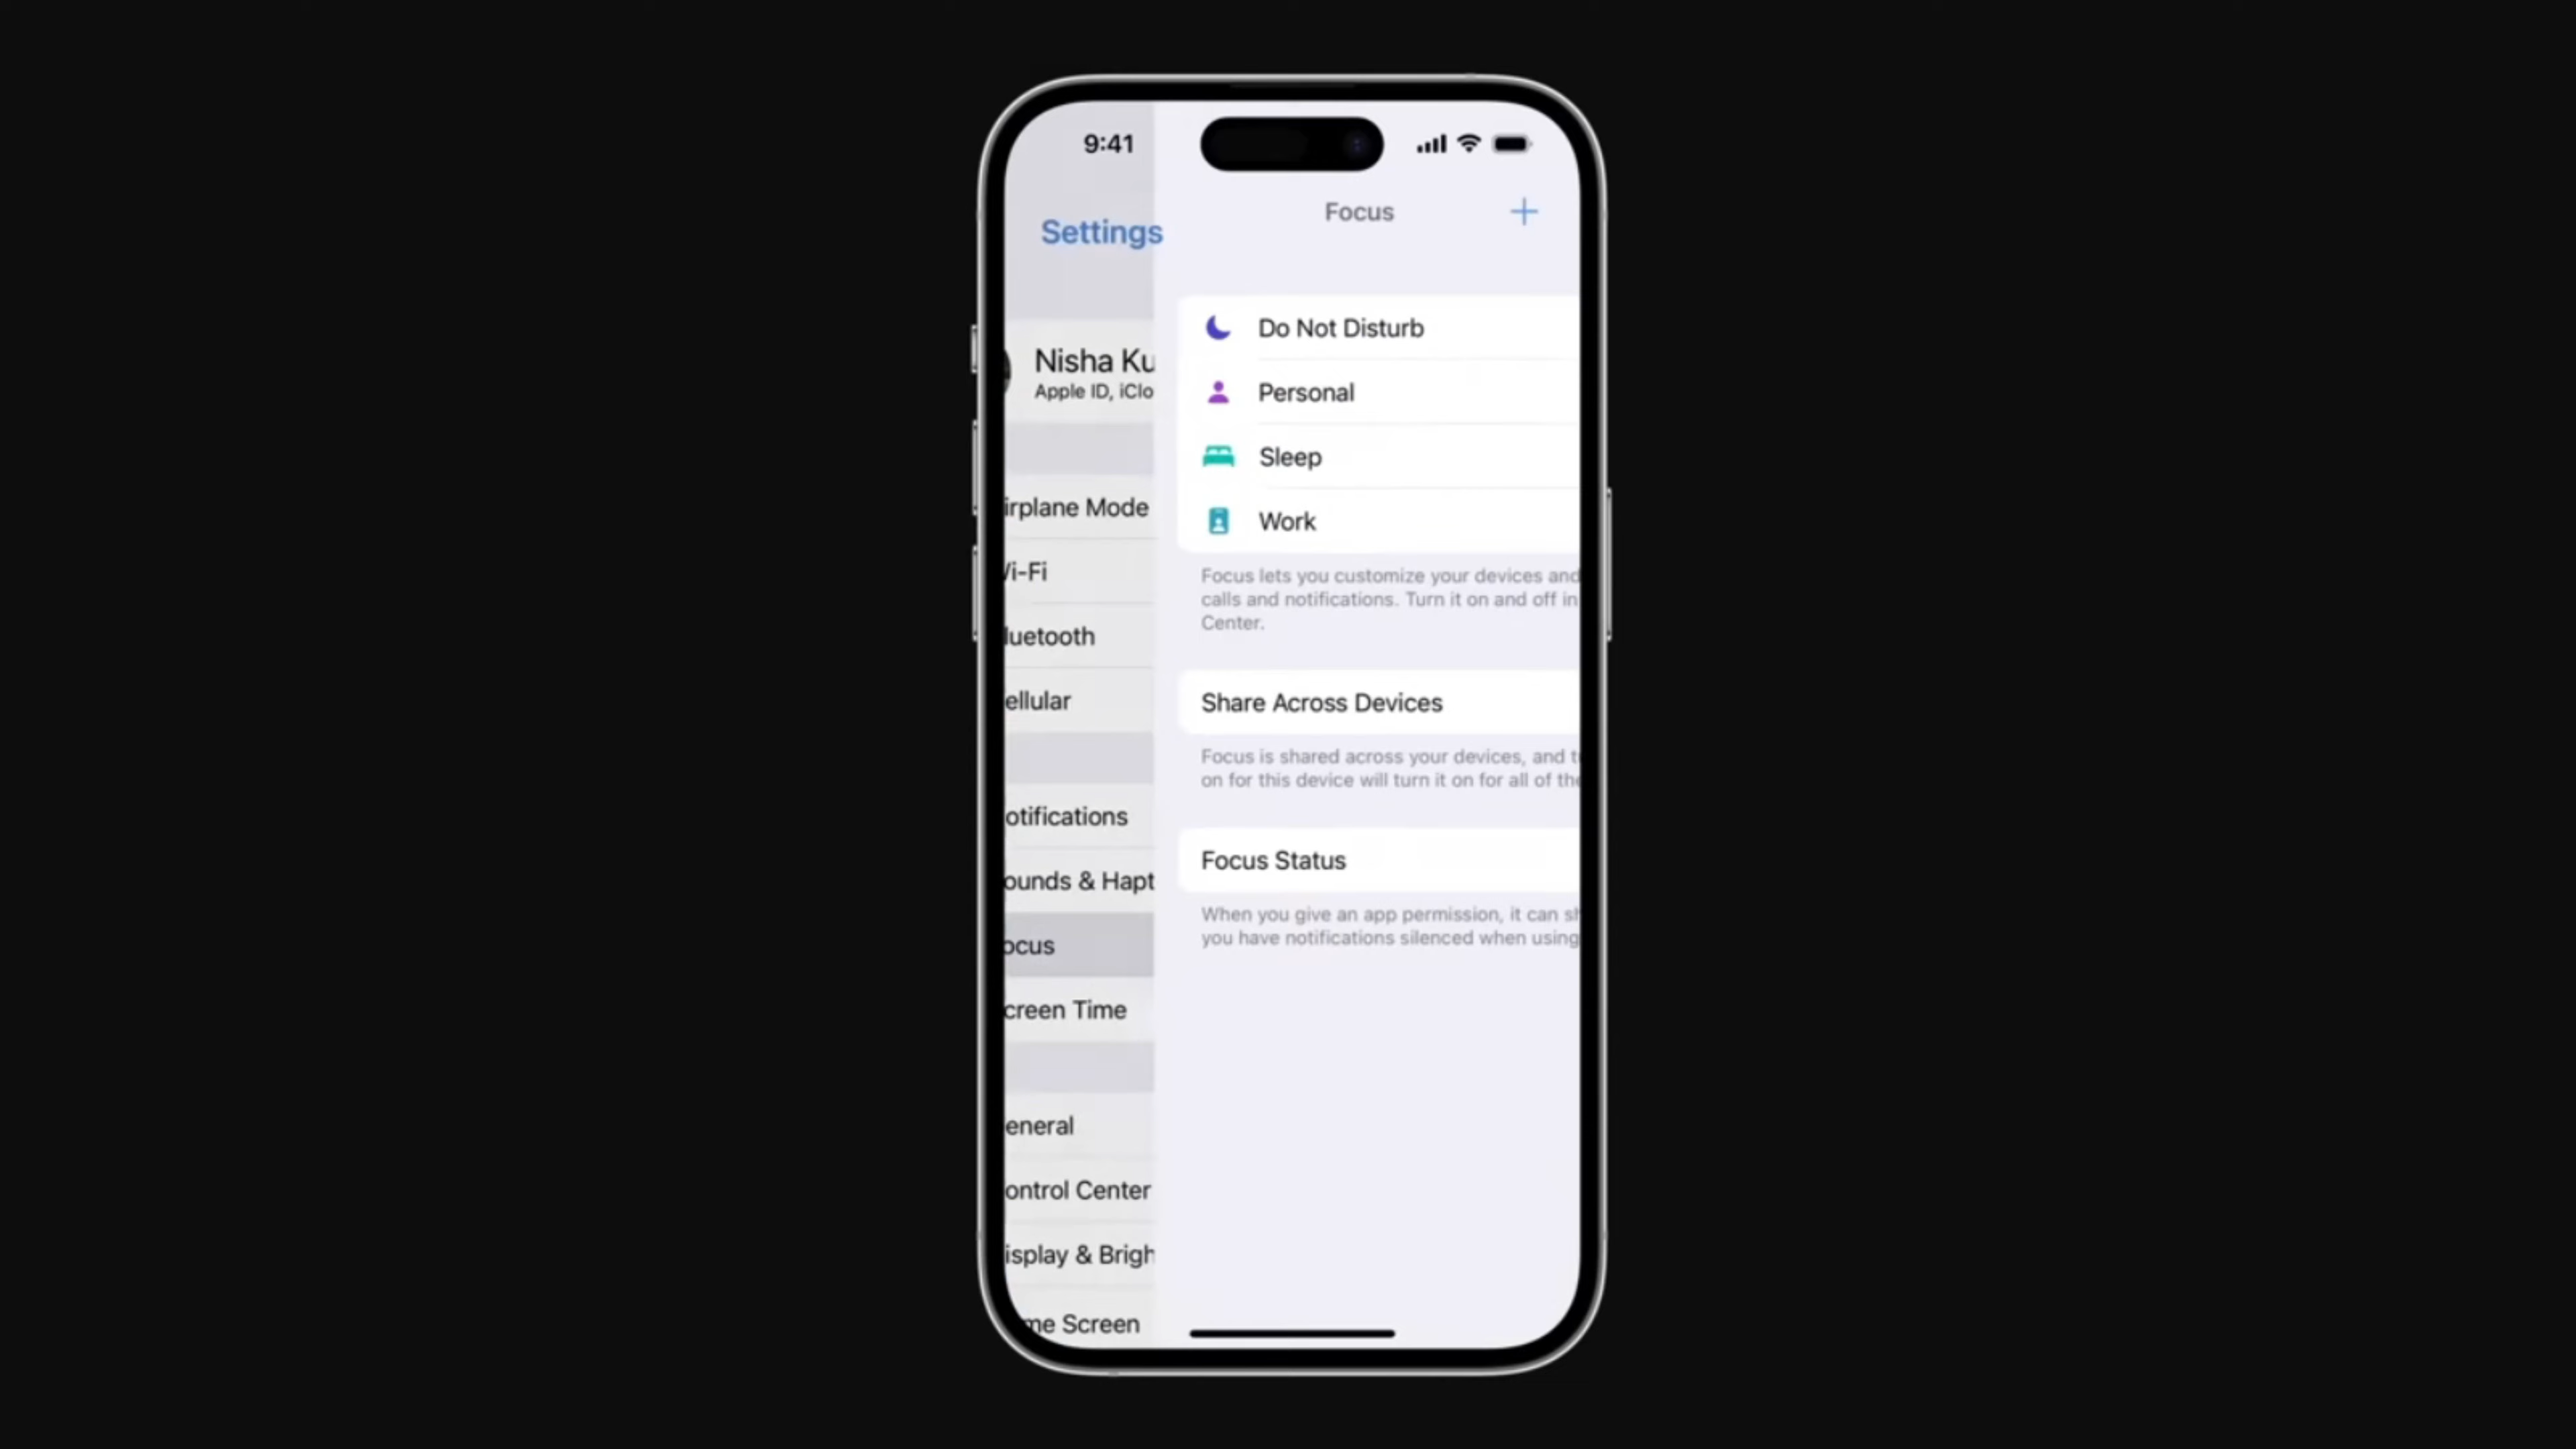 9:41
Settings
Nisha Ku
Apple ID, iClo
irplane Mode
i-Fi
luetooth
ellular
otifications
ounds & Hapt
ocus
creen Time
eneral
ontrol Center
isplay & Brigh
me Screen
Focus
Do Not Disturb
Personal
Sleep
Work
Focus lets you customize your devices and
calls and notifications. Turn it on and off in
Center.
Share Across Devices
Focus is shared across your devices, and t
on for this device will turn it on for all of the
Focus Status
When you give an app permission, it can sh
you have notifications silenced when using